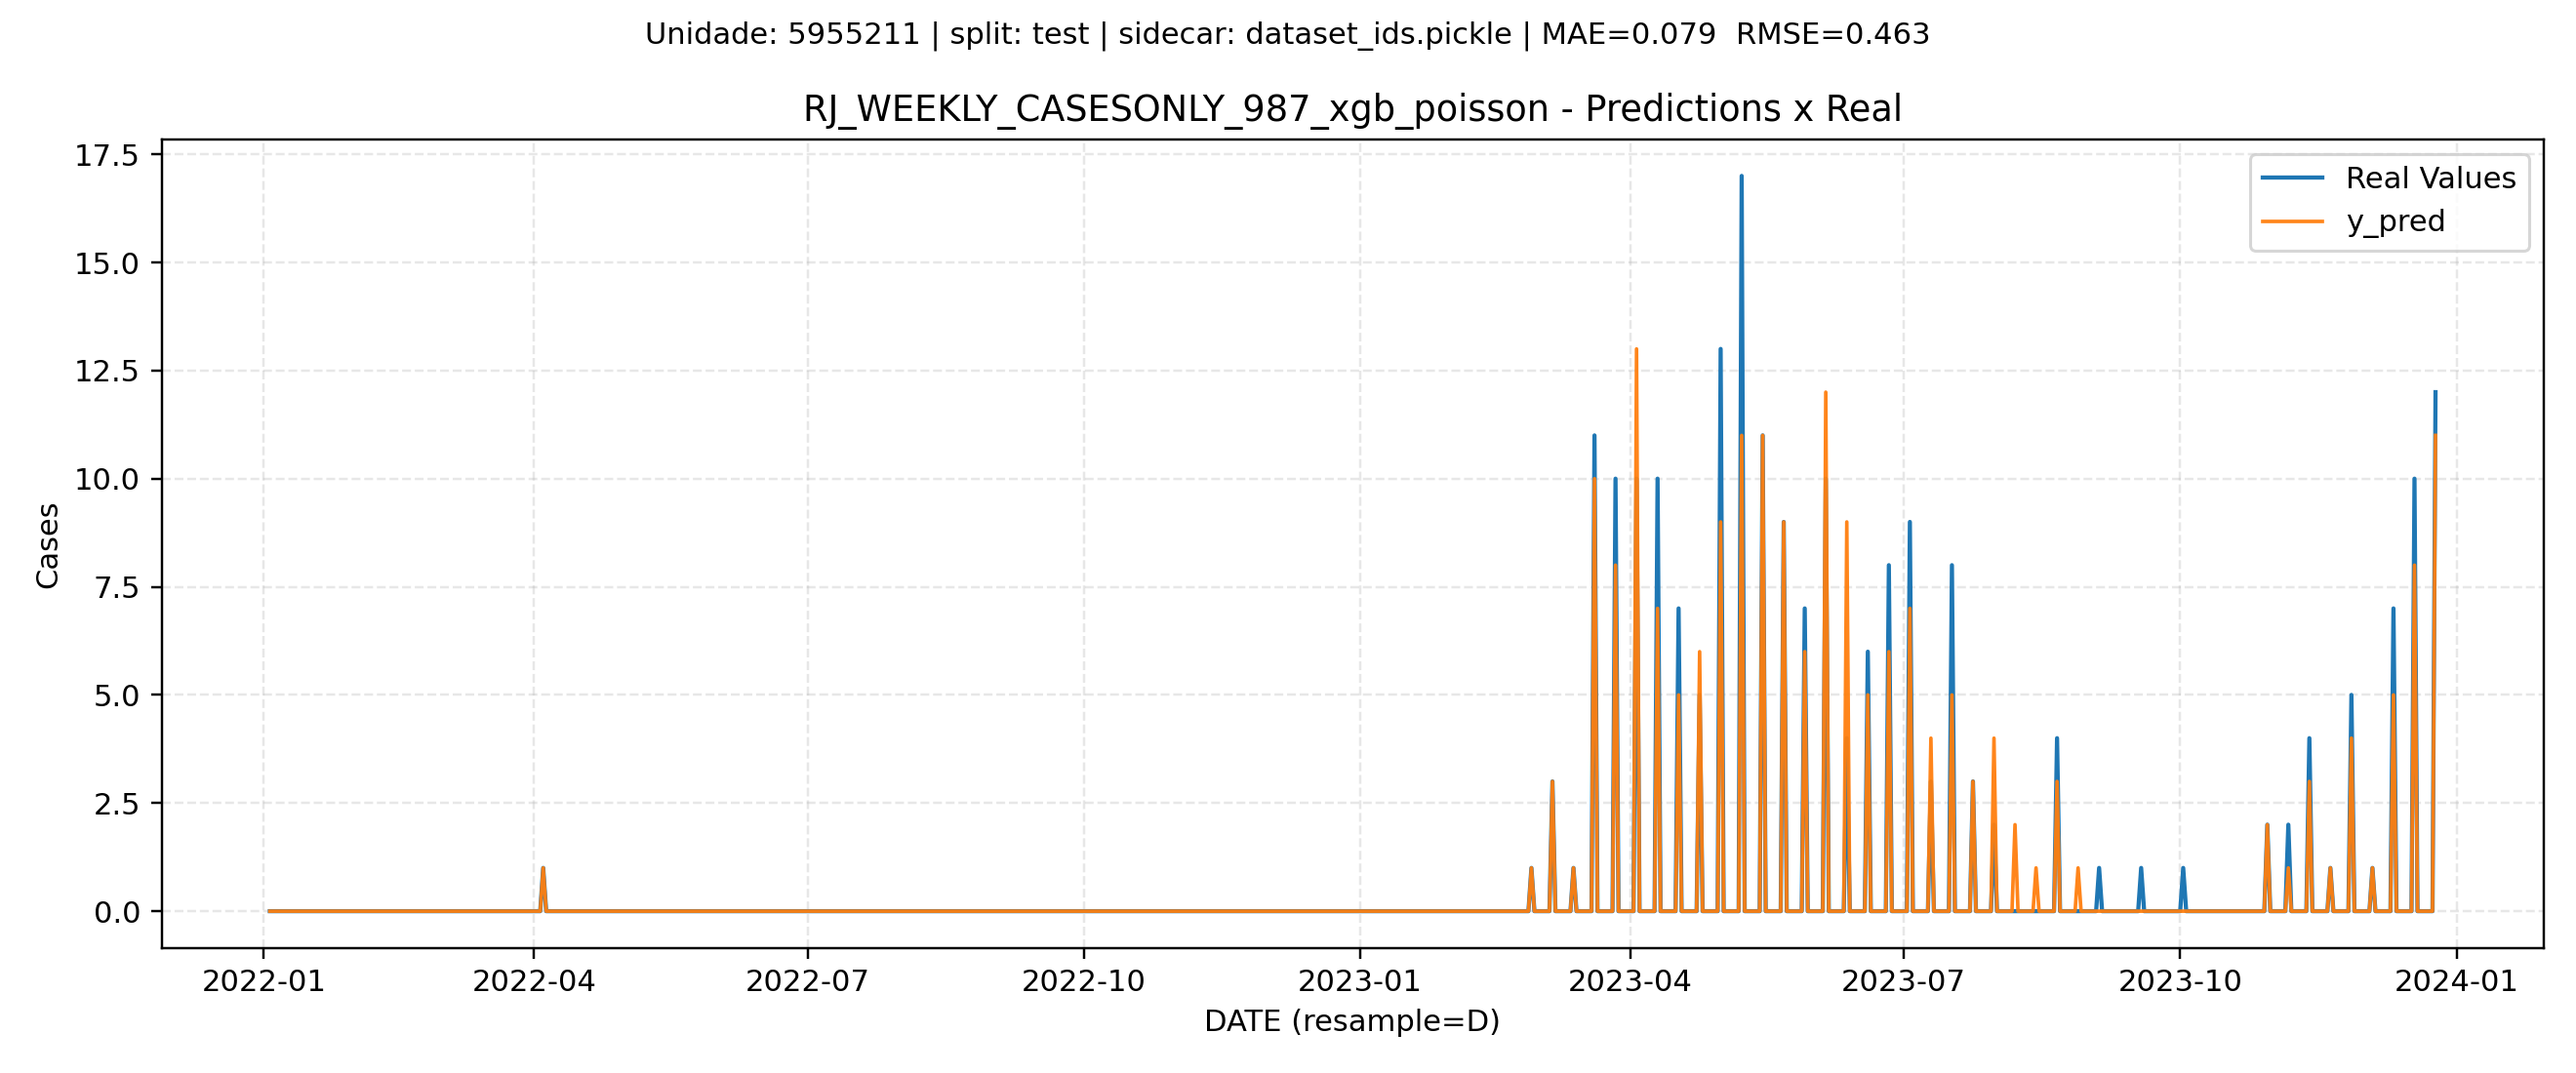 Unidade: 5955211 | split: test | sidecar: dataset_ids.pickle | MAE=0.079  RMSE=0.463
RJ_WEEKLY_CASESONLY_987_xgb_poisson - Predictions x Real
Real Values
y_pred
Cases
17.5
15.0
12.5
10.0
7.5
5.0
2.5
0.0
2022-01
2022-04
2022-07
2022-10
2023-01
2023-04
2023-07
2023-10
2024-01
DATE (resample=D)